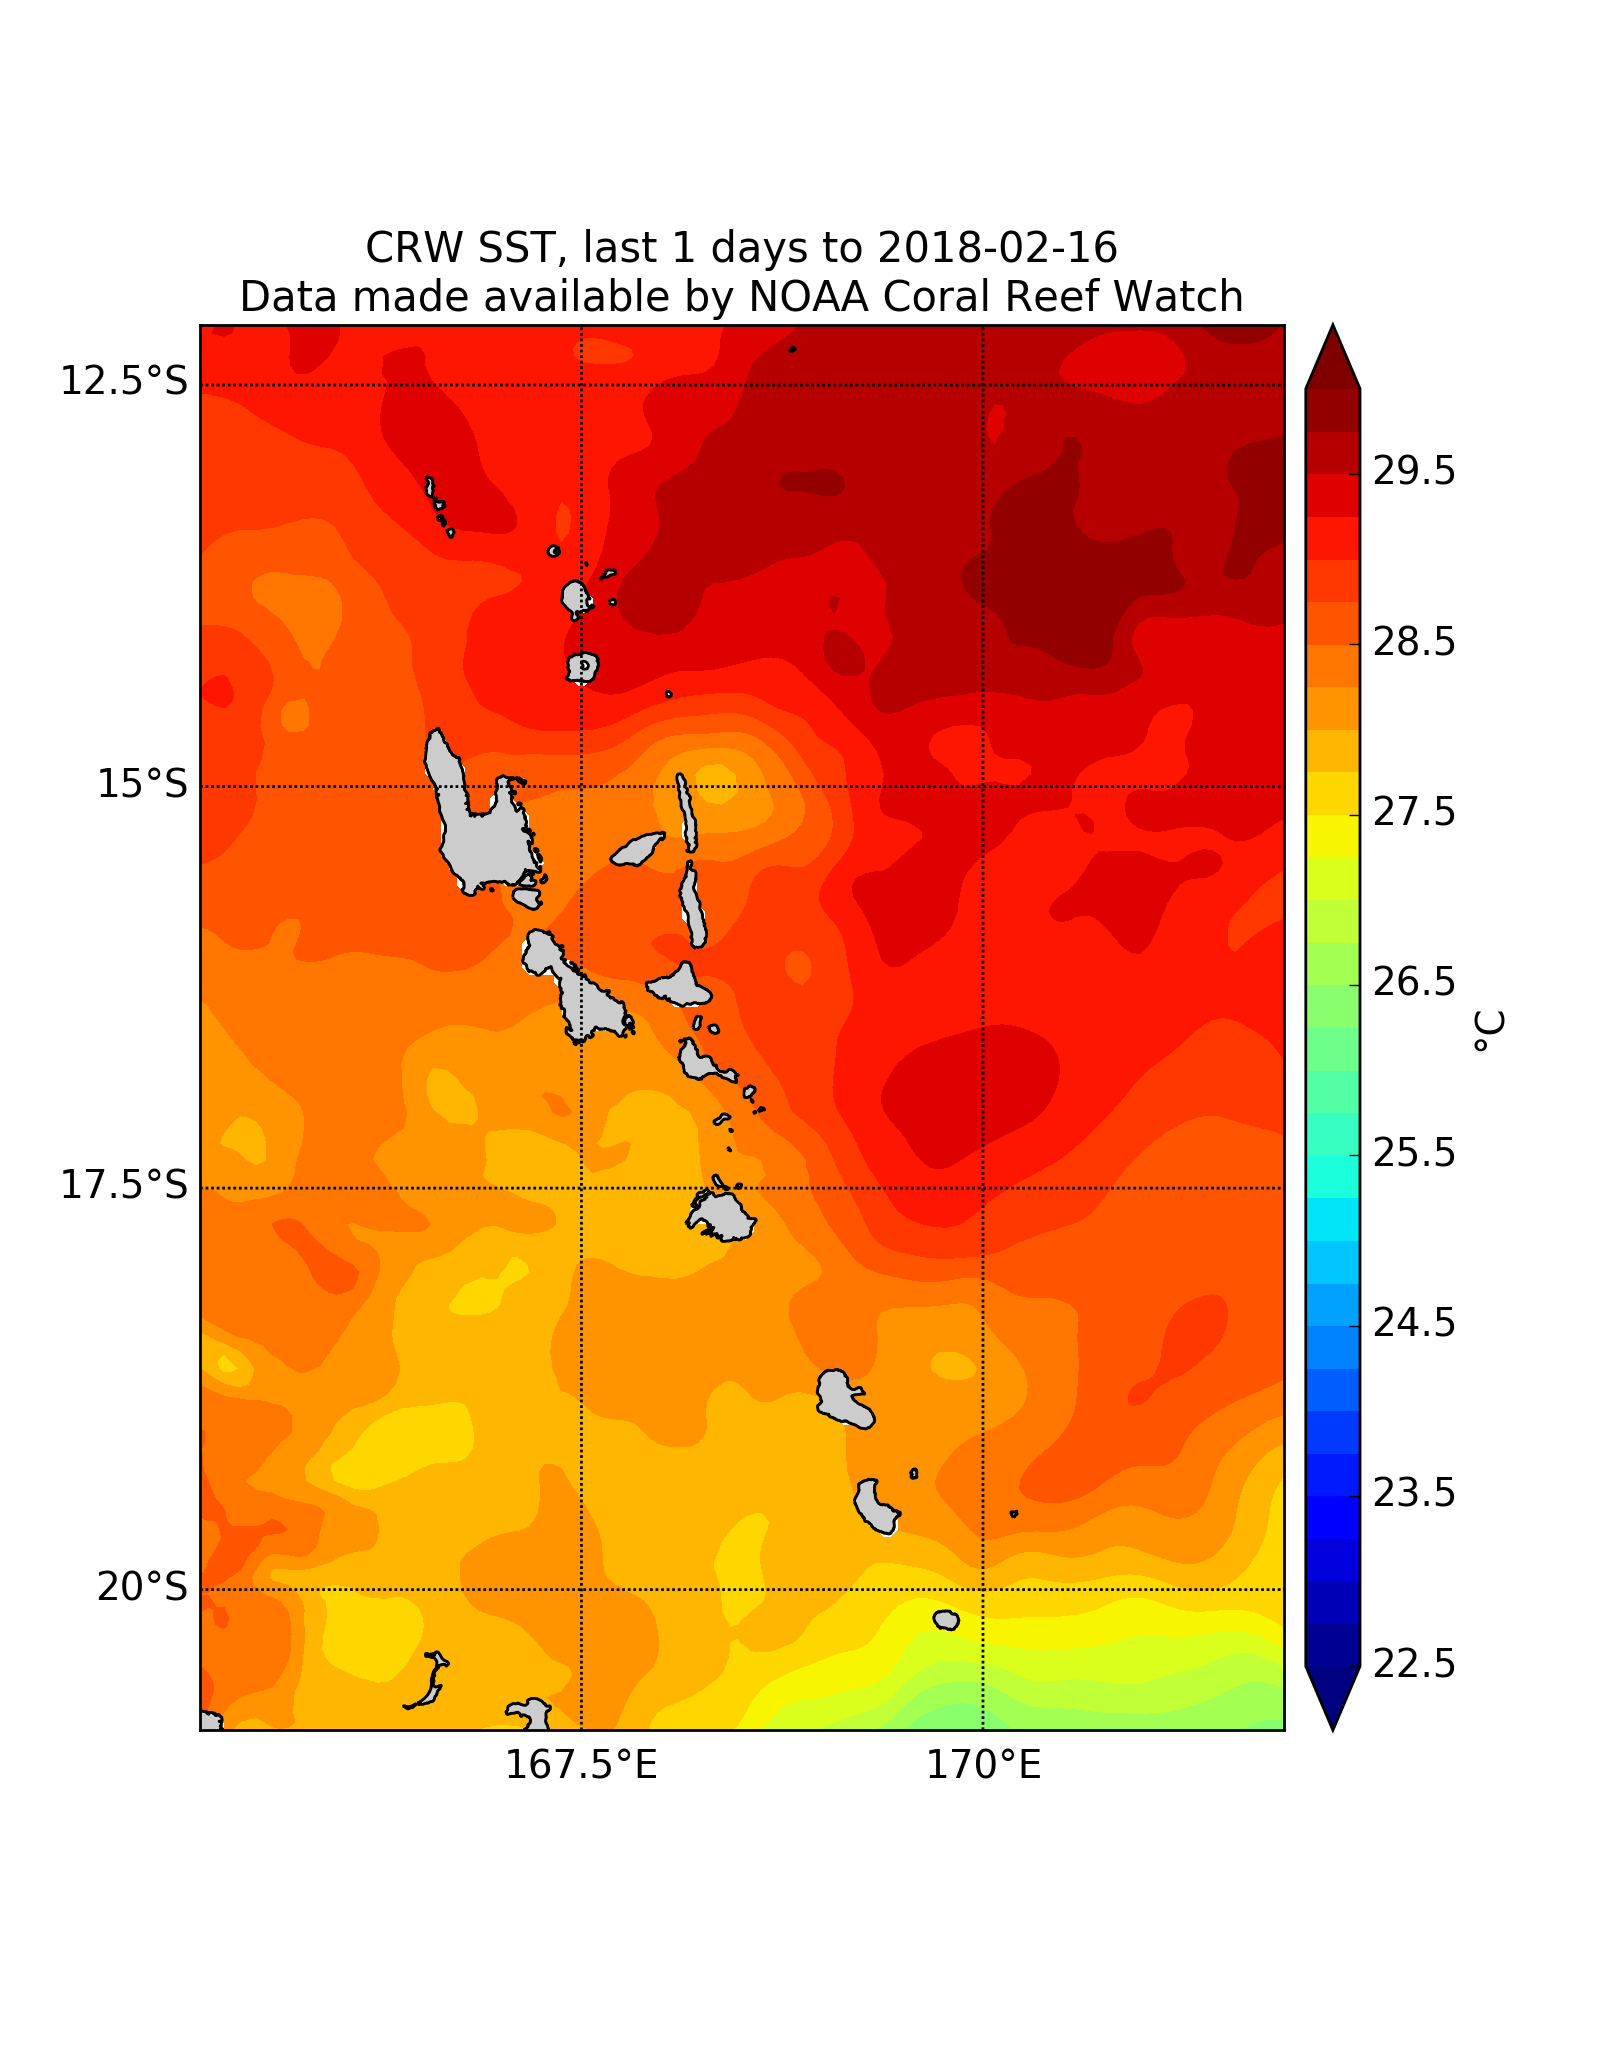 CRW SST, last 1 days to 2018-02-16
Data made available by NOAA Coral Reef Watch
12.5°S
15°S
17.5°S
20°S
167.5°E
170°E
29.5
28.5
27.5
26.5
25.5
24.5
23.5
22.5
°C